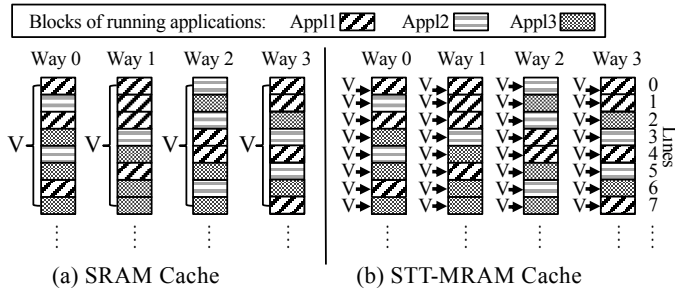 Blocks of running applications: Appl1 Appl2 Appl3
Way 0 Way 1 Way 2 Way 3 Way 0 Way 1 Way 2 Way 3
V V V V 0
V V V V 1
V V V V 2
V V V V V V V V 3
V V V V 4
V V V V 5
V V V V 6
V V V V 7
Lines
(a) SRAM Cache (b) STT-MRAM Cache